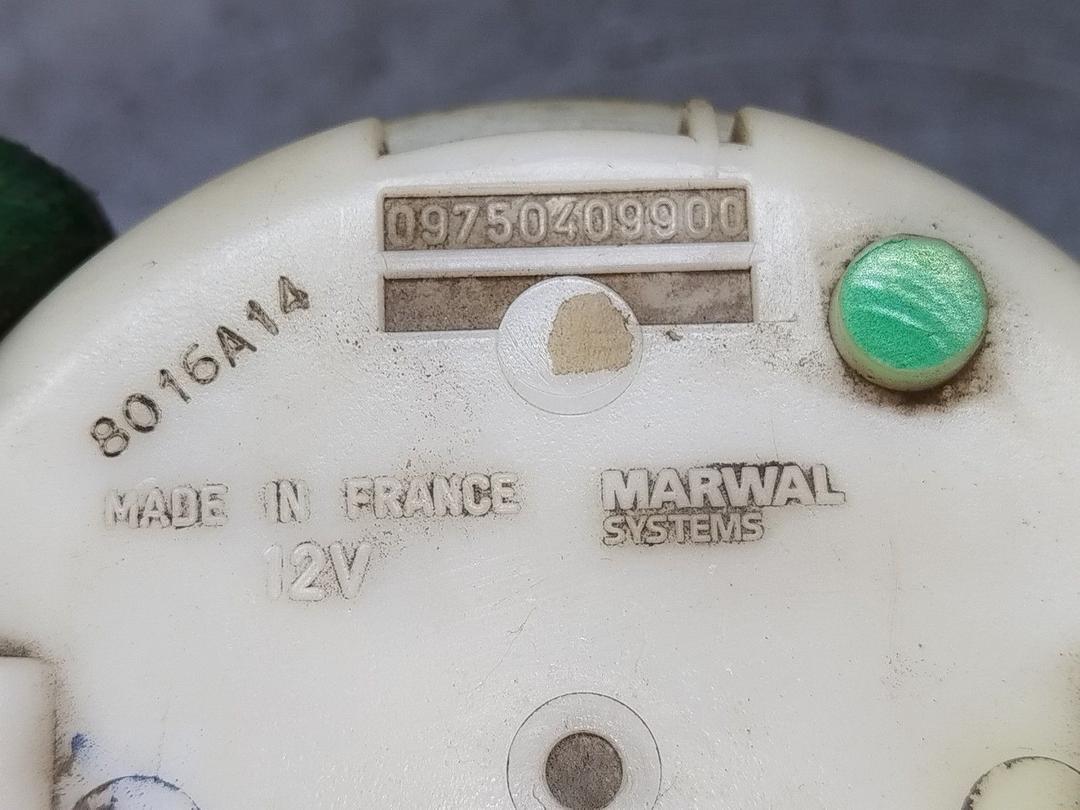 09750409900
8016A14
MADE IN FRANCE
12V
MARWAL
SYSTEMS